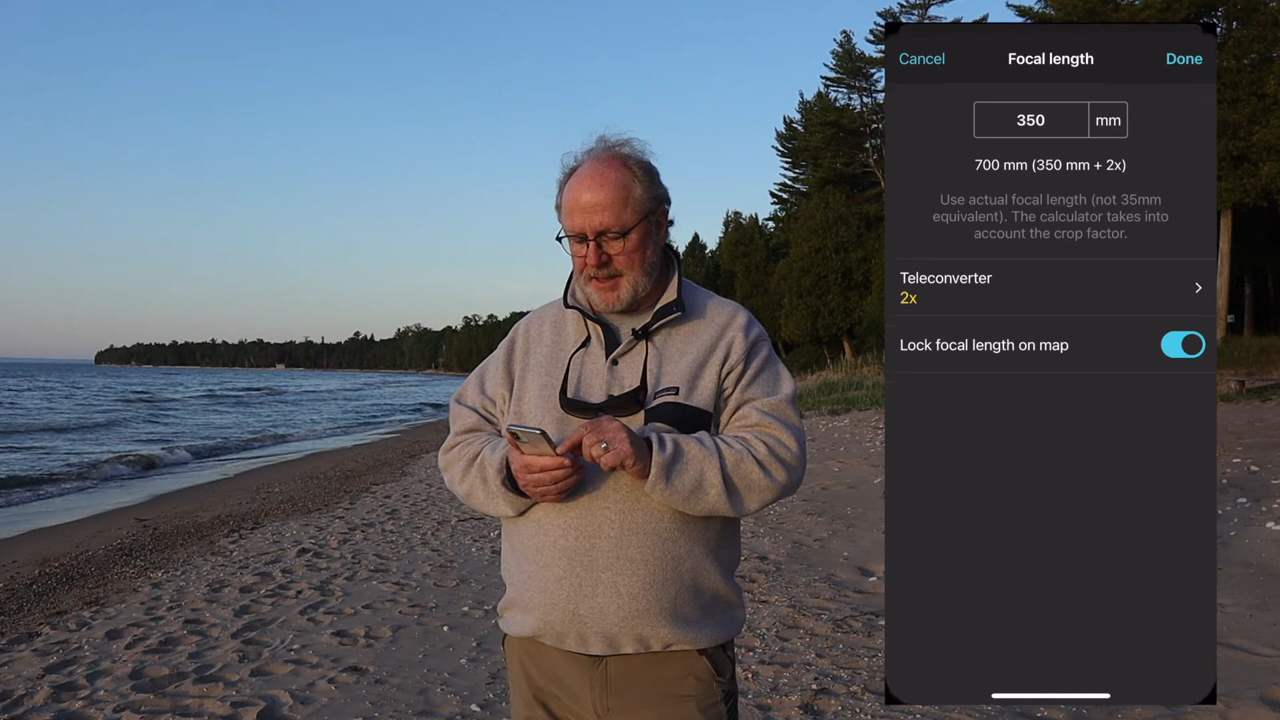 Cancel Focal length Done
350 mm
700 mm (350 mm + 2x)
Use actual focal length (not 35mm
equivalent). The calculator takes into
account the crop factor.
Teleconverter
2x
Lock focal length on map